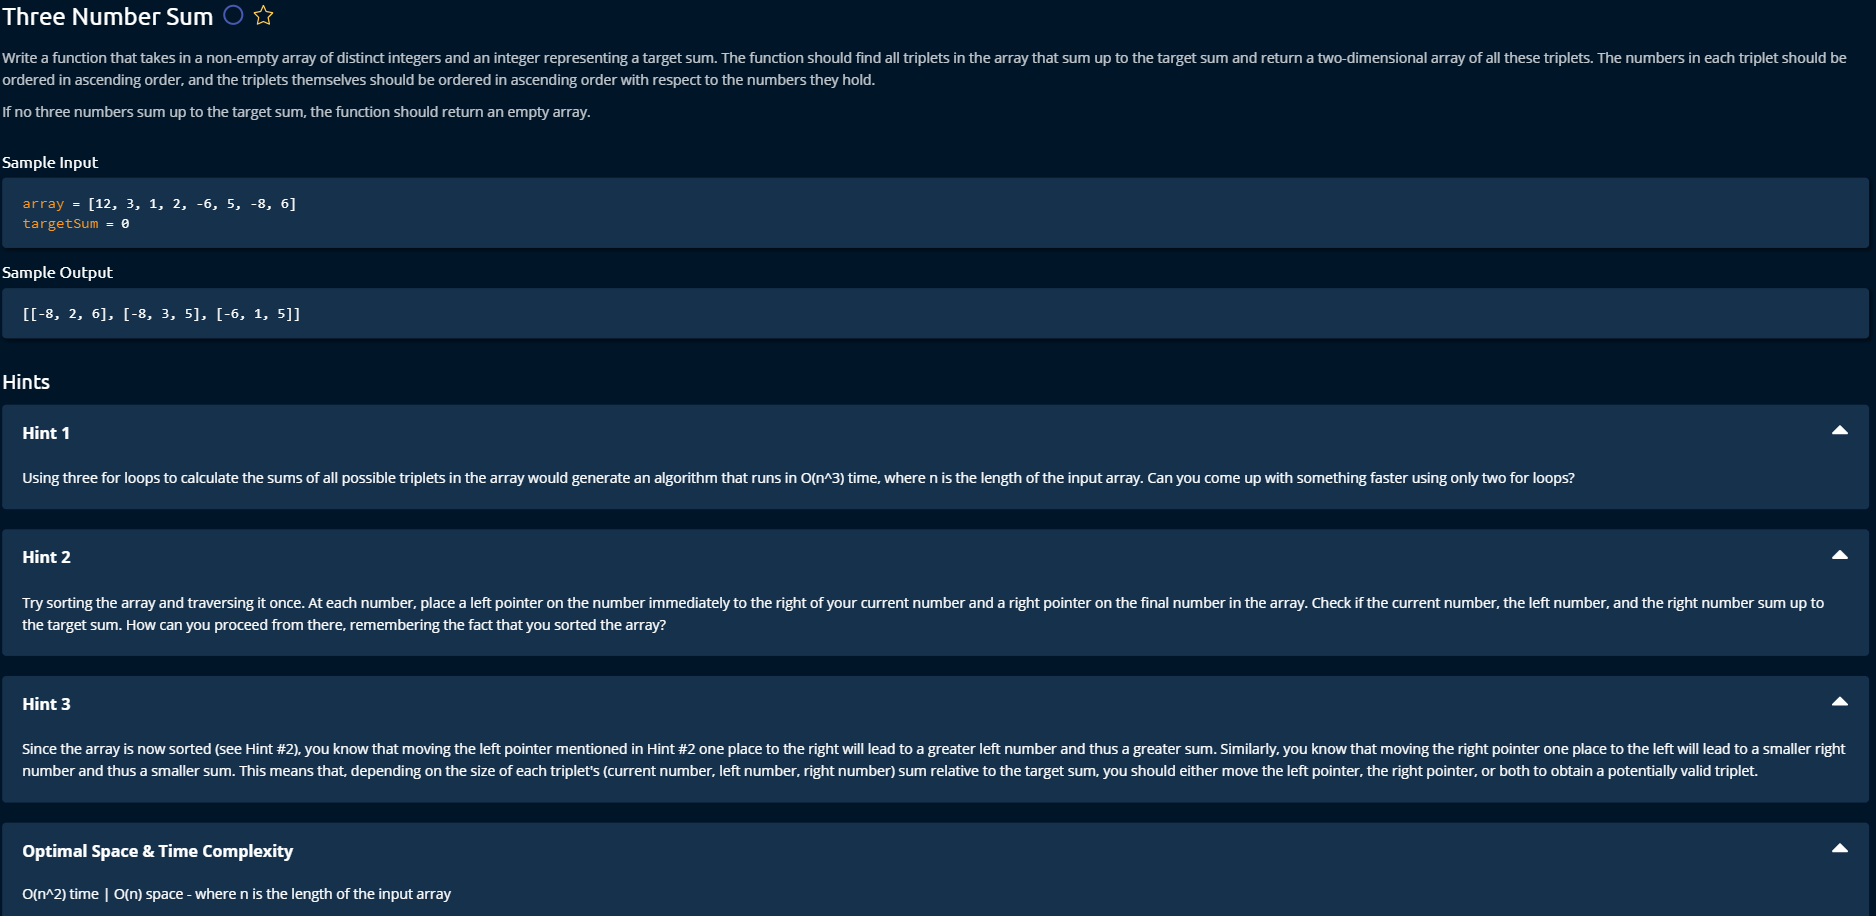 Three Number Sum
Write a function that takes in a non-empty array of distinct integers and an integer representing a target sum. The function should find all triplets in the array that sum up to the target sum and return a two-dimensional array of all these triplets. The numbers in each triplet should be
ordered in ascending order, and the triplets themselves should be ordered in ascending order with respect to the numbers they hold.
If no three numbers sum up to the target sum, the function should return an empty array.
Sample Input
array = [12, 3, 1, 2, -6, 5, -8, 6]
targetSum = 0
Sample Output
[[-8, 2, 6], [-8, 3, 5], [-6, 1, 5]]
Hints
Hint 1
Using three for loops to calculate the sums of all possible triplets in the array would generate an algorithm that runs in O(n^3) time, where n is the length of the input array. Can you come up with something faster using only two for loops?
Hint 2
Try sorting the array and traversing it once. At each number, place a left pointer on the number immediately to the right of your current number and a right pointer on the final number in the array. Check if the current number, the left number, and the right number sum up to
the target sum. How can you proceed from there, remembering the fact that you sorted the array?
Hint 3
Since the array is now sorted (see Hint #2), you know that moving the left pointer mentioned in Hint #2 one place to the right will lead to a greater left number and thus a greater sum. Similarly, you know that moving the right pointer one place to the left will lead to a smaller right
number and thus a smaller sum. This means that, depending on the size of each triplet's (current number, left number, right number) sum relative to the target sum, you should either move the left pointer, the right pointer, or both to obtain a potentially valid triplet.
Optimal Space & Time Complexity
O(n^2) time | O(n) space - where n is the length of the input array